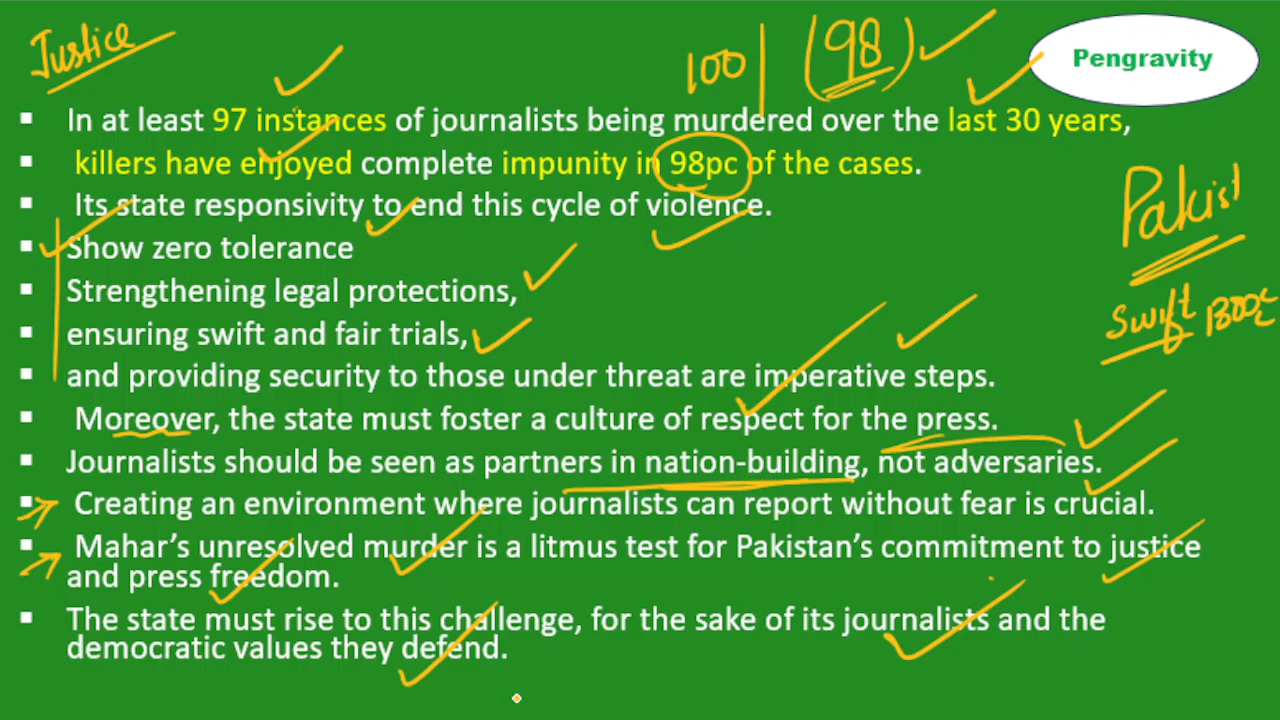 Justice
100 (98)
Pengravity
In at least 97 instances of journalists being murdered over the last 30 years,
killers have enjoyed complete impunity in 98pc of the cases.
Its state responsivity to end this cycle of violence.
Show zero tolerance
Strengthening legal protections,
ensuring swift and fair trials,
and providing security to those under threat are imperative steps.
Moreover, the state must foster a culture of respect for the press.
Journalists should be seen as partners in nation-building, not adversaries.
Creating an environment where journalists can report without fear is crucial.
Mahar’s unresolved murder is a litmus test for Pakistan’s commitment to justice
and press freedom.
The state must rise to this challenge, for the sake of its journalists and the
democratic values they defend.
Pakist
Swift